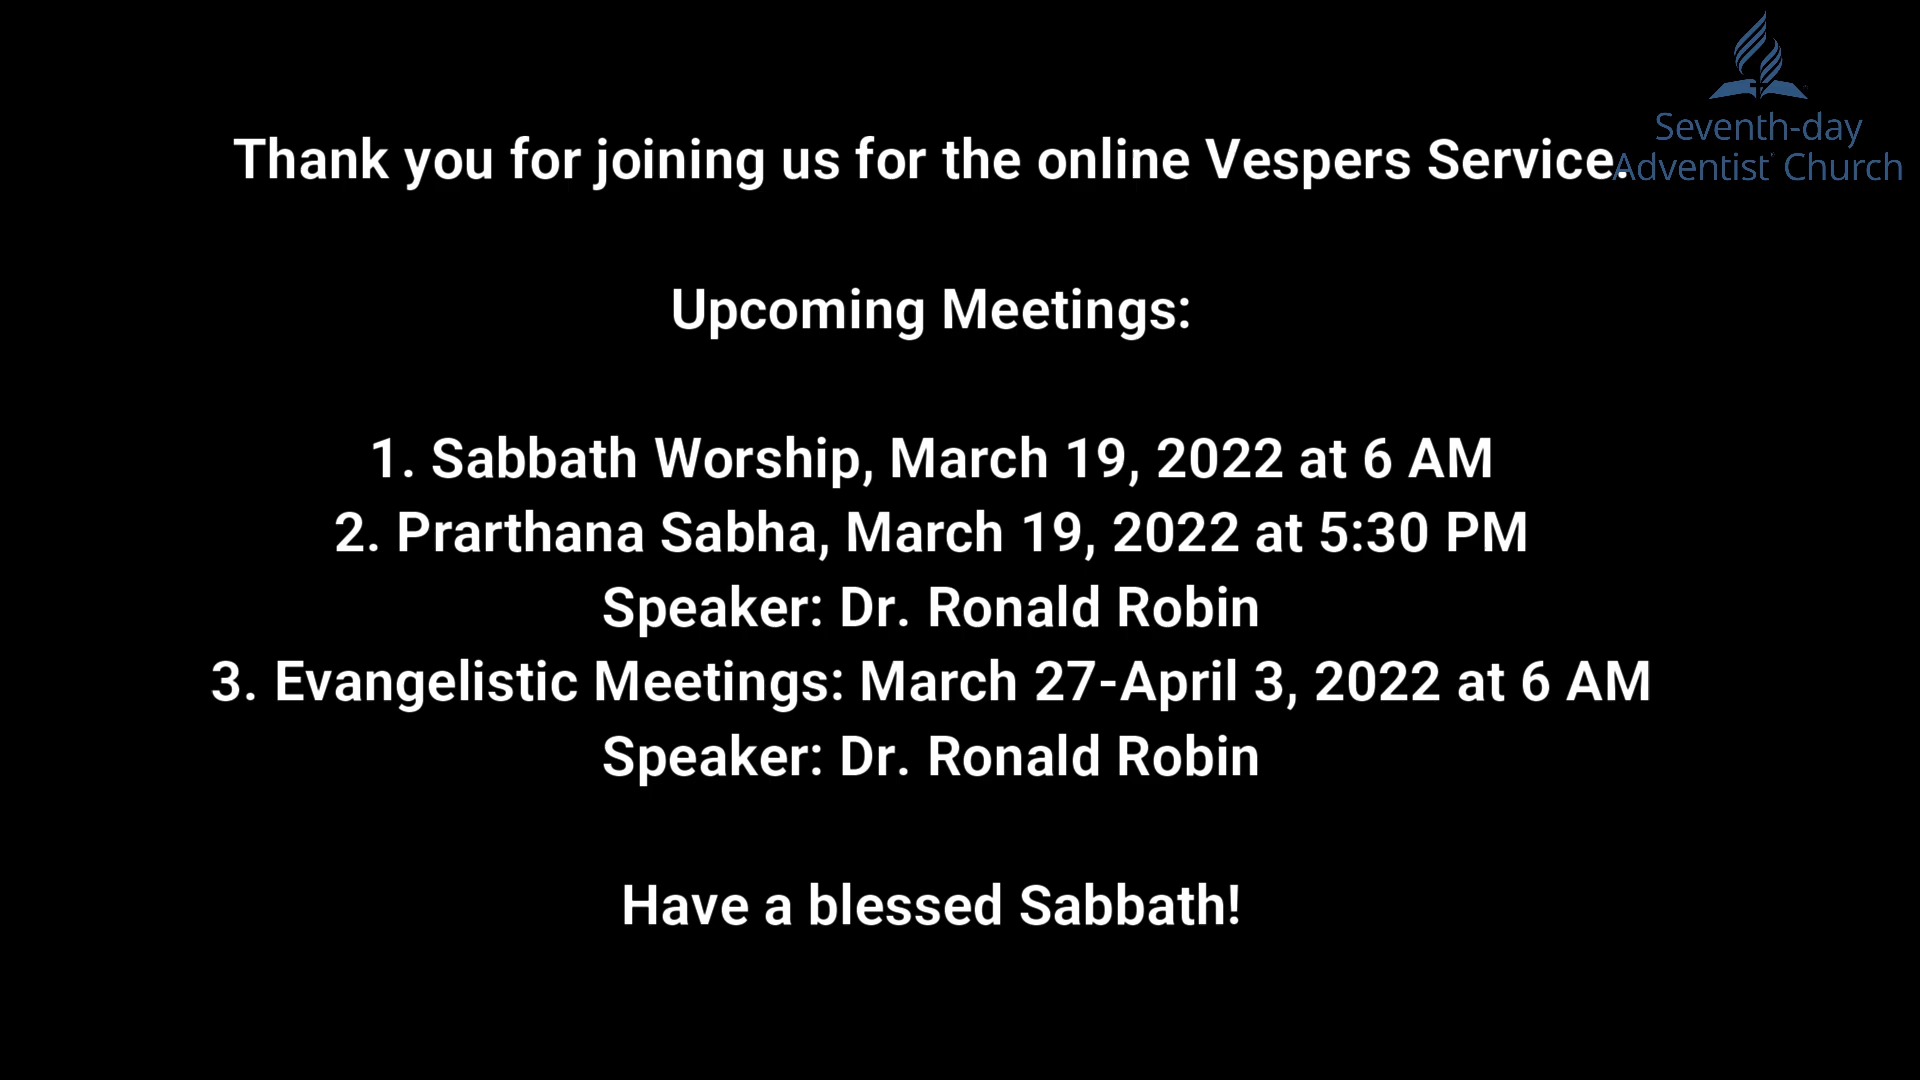 Seventh-day
Adventist Church
Thank you for joining us for the online Vespers Service.
Upcoming Meetings:
1. Sabbath Worship, March 19, 2022 at 6 AM
2. Prarthana Sabha, March 19, 2022 at 5:30 PM
Speaker: Dr. Ronald Robin
3. Evangelistic Meetings: March 27-April 3, 2022 at 6 AM
Speaker: Dr. Ronald Robin
Have a blessed Sabbath!